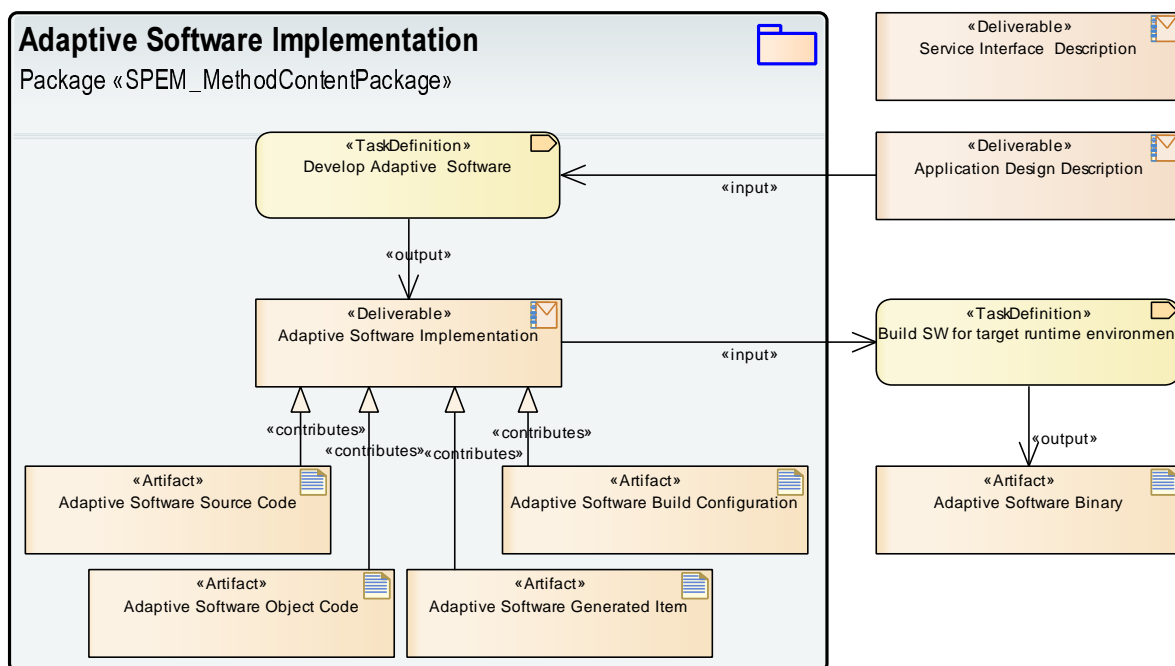 Adaptive Software Implementation
Package «SPEM_MethodContentPackage»
«Deliverable»
Service Interface  Description
«TaskDefinition»
Develop Adaptive  Software
«Deliverable»
Application Design Description
«input»
«output»
«Deliverable»
Adaptive Software Implementation
«TaskDefinition»
Build SW for target runtime environmen
«input»
«contributes»
«contributes»
«contributes»
«contributes»
«output»
«Artifact»
Adaptive Software Source Code
«Artifact»
Adaptive Software Build Configuration
«Artifact»
Adaptive Software Binary
«Artifact»
Adaptive Software Object Code
«Artifact»
Adaptive Software Generated Item